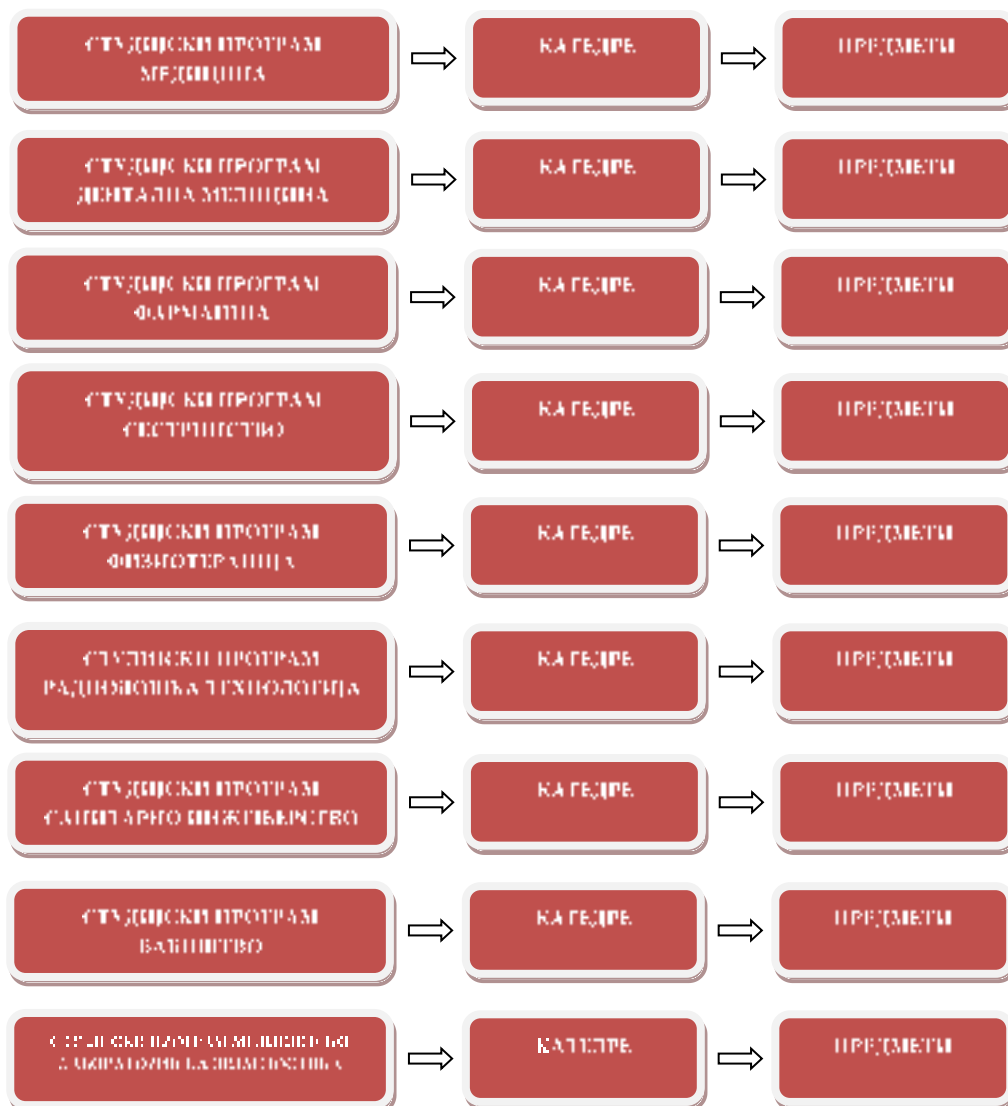 СТУДИЈСКИ ПРОГРАМ
МЕДИЦИНА
КАТЕДРЕ
ПРЕДМЕТИ
СТУДИЈСКИ ПРОГРАМ
ДЕНТАЛНА МЕДИЦИНА
КАТЕДРЕ
ПРЕДМЕТИ
СТУДИЈСКИ ПРОГРАМ
ФАРМАЦИЈА
КАТЕДРЕ
ПРЕДМЕТИ
СТУДИЈСКИ ПРОГРАМ
СЕСТРИНСТВО
КАТЕДРЕ
ПРЕДМЕТИ
СТУДИЈСКИ ПРОГРАМ
ФИЗИОТЕРАПИЈА
КАТЕДРЕ
ПРЕДМЕТИ
СТУДИЈСКИ ПРОГРАМ
РАДИОЛОШКА ТЕХНОЛОГИЈА
КАТЕДРЕ
ПРЕДМЕТИ
СТУДИЈСКИ ПРОГРАМ
САНИТАРНО ИНЖЕЊЕРСТВО
КАТЕДРЕ
ПРЕДМЕТИ
СТУДИЈСКИ ПРОГРАМ
БАБИШТВО
КАТЕДРЕ
ПРЕДМЕТИ
СТУДИЈСКИ ПРОГРАМ
КАТЕДРЕ
ПРЕДМЕТИ